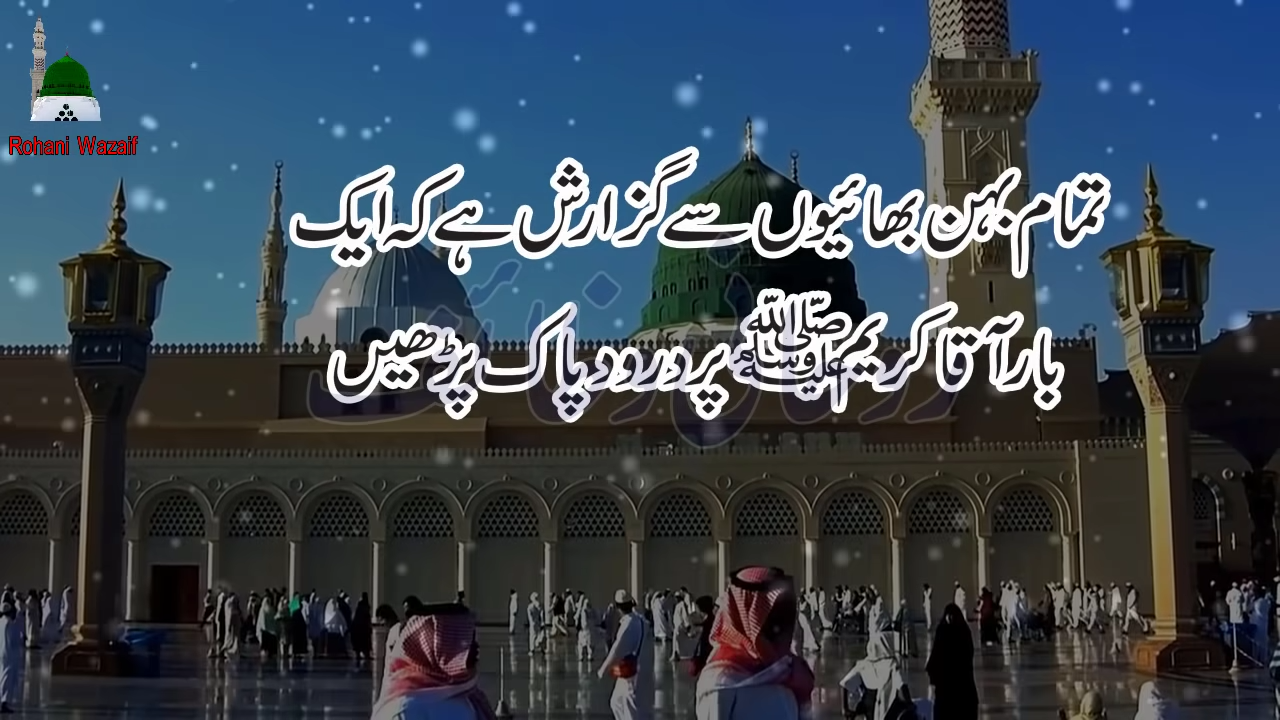 Rohani Wazaif
تمام بہن بھائیوں سے گزارش ہے کہ ایک
بار آقا کریم ﷺ پر درود پاک پڑھیں